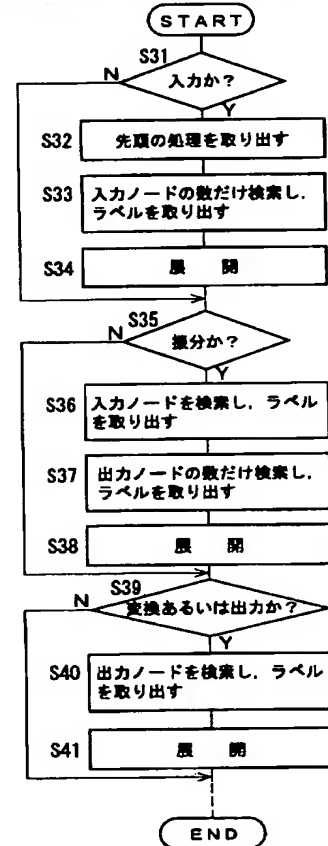 START
S31
N
入力か?
Y
S32
先頭の処理を取り出す
S33
入力ノードの数だけ検索し,
ラベルを取り出す
S34
展 開
N
S35
振分か?
Y
S36
入力ノードを検索し,ラベル
を取り出す
S37
出力ノードの数だけ検索し,
ラベルを取り出す
S38
展 開
S39
N
変換あるいは出力か?
Y
S40
出力ノードを検索し,ラベル
を取り出す
S41
展 開
END